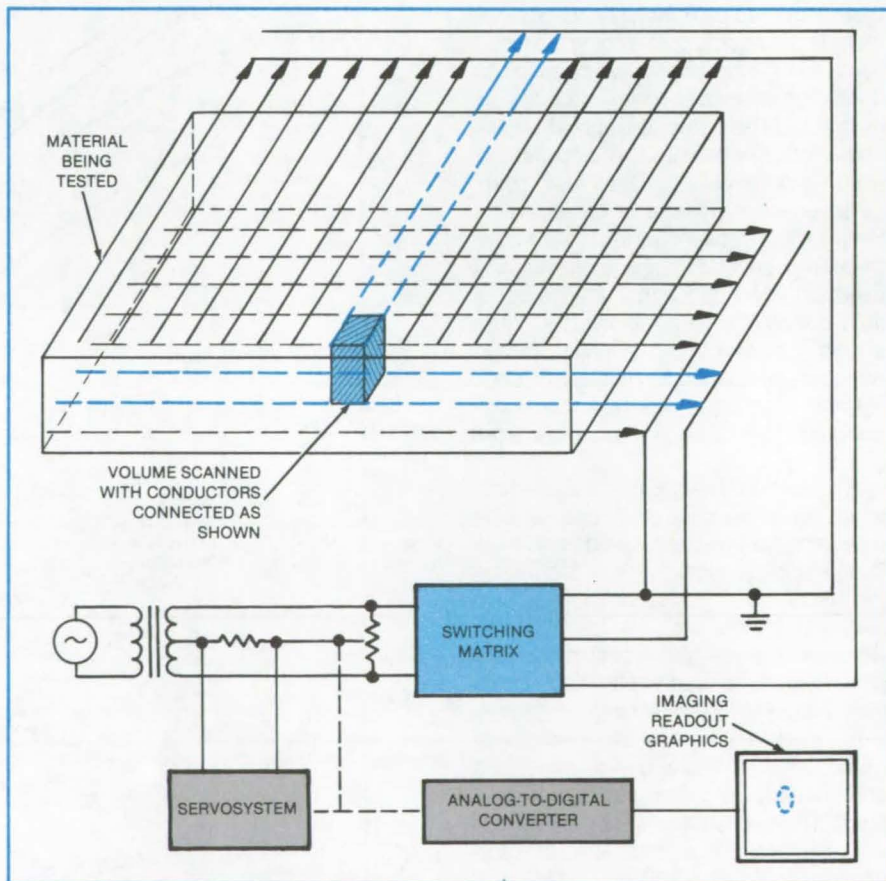 MATERIAL
BEING
TESTED
VOLUME SCANNED
WITH CONDUCTORS
CONNECTED AS
SHOWN
SWITCHING
MATRIX
IMAGING
READOUT
GRAPHICS
SERVOSYSTEM
ANALOG-TO-DIGITAL
CONVERTER